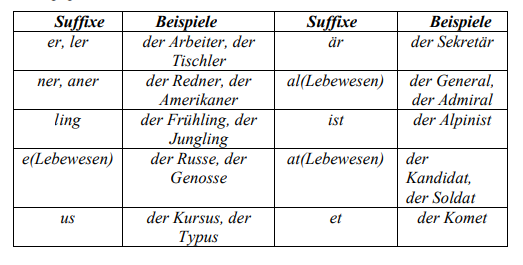 Suffixe Beispiele Suffixe Beispiele
er, ler der Arbeiter, der är der Sekretär
Tischler
ner, aner der Redner, der al(Lebewesen) der General,
Amerikaner der Admiral
ling der Frühling, der ist der Alpinist
Jungling
e(Lebewesen) der Russe, der at(Lebewesen) der
Genosse Kandidat,
der Soldat
us der Kursus, der et der Komet
Typus